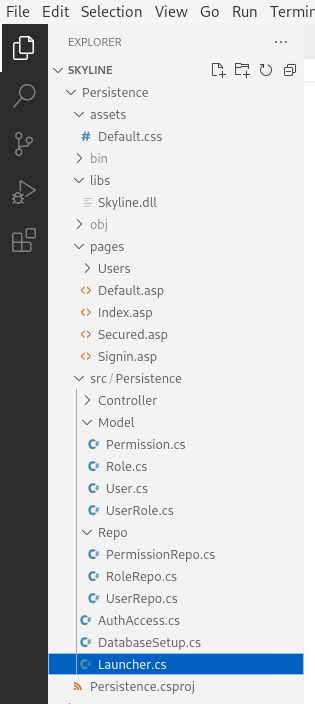 File Edit Selection View Go Run
EXPLORER ...
SKYLINE
Persistence
assets
# Default.css
bin
libs
Skyline.dll
obj
pages
Users
Default.asp
Index.asp
Secured.asp
Signin.asp
src / Persistence
Controller
Model
C# Permission.cs
C# Role.cs
C# User.cs
C# UserRole.cs
Repo
C# PermissionRepo.cs
C# RoleRepo.cs
C# UserRepo.cs
C# AuthAccess.cs
C# DatabaseSetup.cs
C# Launcher.cs
Persistence.csproj